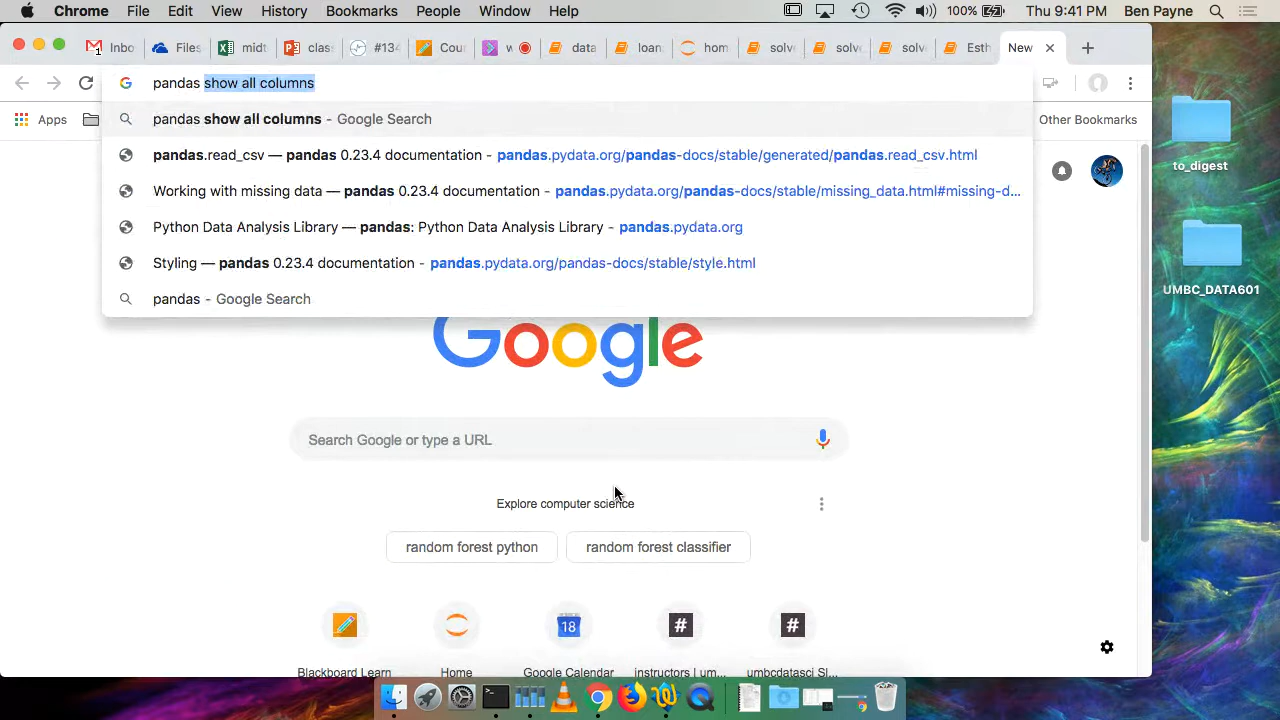 Chrome File Edit View History Bookmarks People Window Help 100% Thu 9:41 PM Ben Payne
Inbo Files midt clas #134 Cou w data loan hom solv solv solv Esth New
pandas show all columns
Apps Other Bookmarks
pandas show all columns - Google Search
pandas.read_csv — pandas 0.23.4 documentation - pandas.pydata.org/pandas-docs/stable/generated/pandas.read_csv.html
Working with missing data — pandas 0.23.4 documentation - pandas.pydata.org/pandas-docs/stable/missing_data.html#missing-d...
Python Data Analysis Library — pandas: Python Data Analysis Library - pandas.pydata.org
Styling — pandas 0.23.4 documentation - pandas.pydata.org/pandas-docs/stable/style.html
pandas - Google Search
to_digest
UMBC_DATA601
Google
Search Google or type a URL
Explore computer science
random forest python random forest classifier
18 # #
Blackboard Learn Home Google Calendar instructors | um... umbcdatasci Sl...